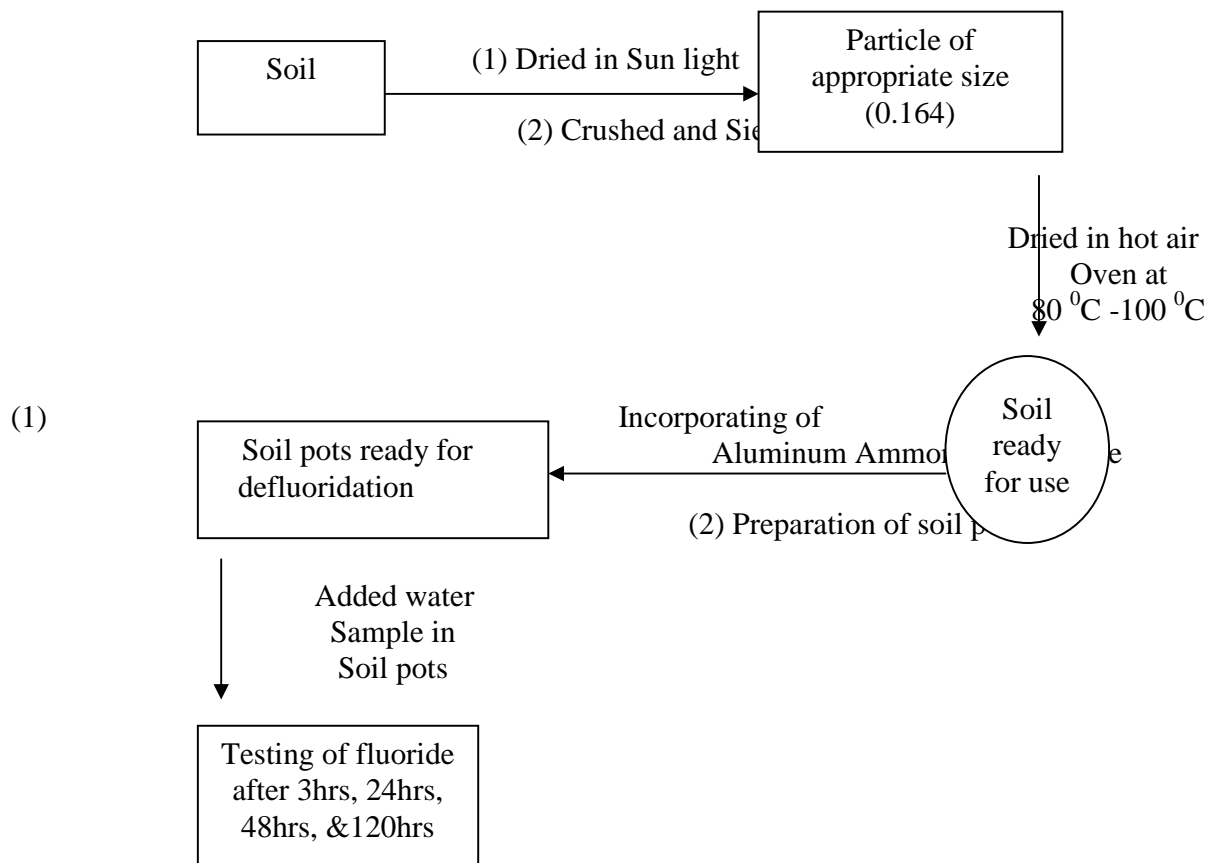 Soil
(1) Dried in Sun light
(2) Crushed and
Particle of
appropriate size
(0.164)
Dried in hot air
Oven at
80 ⁰C -100 ⁰C
Soil
ready
for use
(1)
Incorporating of
Aluminum
(2) Preparation of soil
Soil pots ready for
defluoridation
Added water
Sample in
Soil pots
Testing of fluoride
after 3hrs, 24hrs,
48hrs, &120hrs